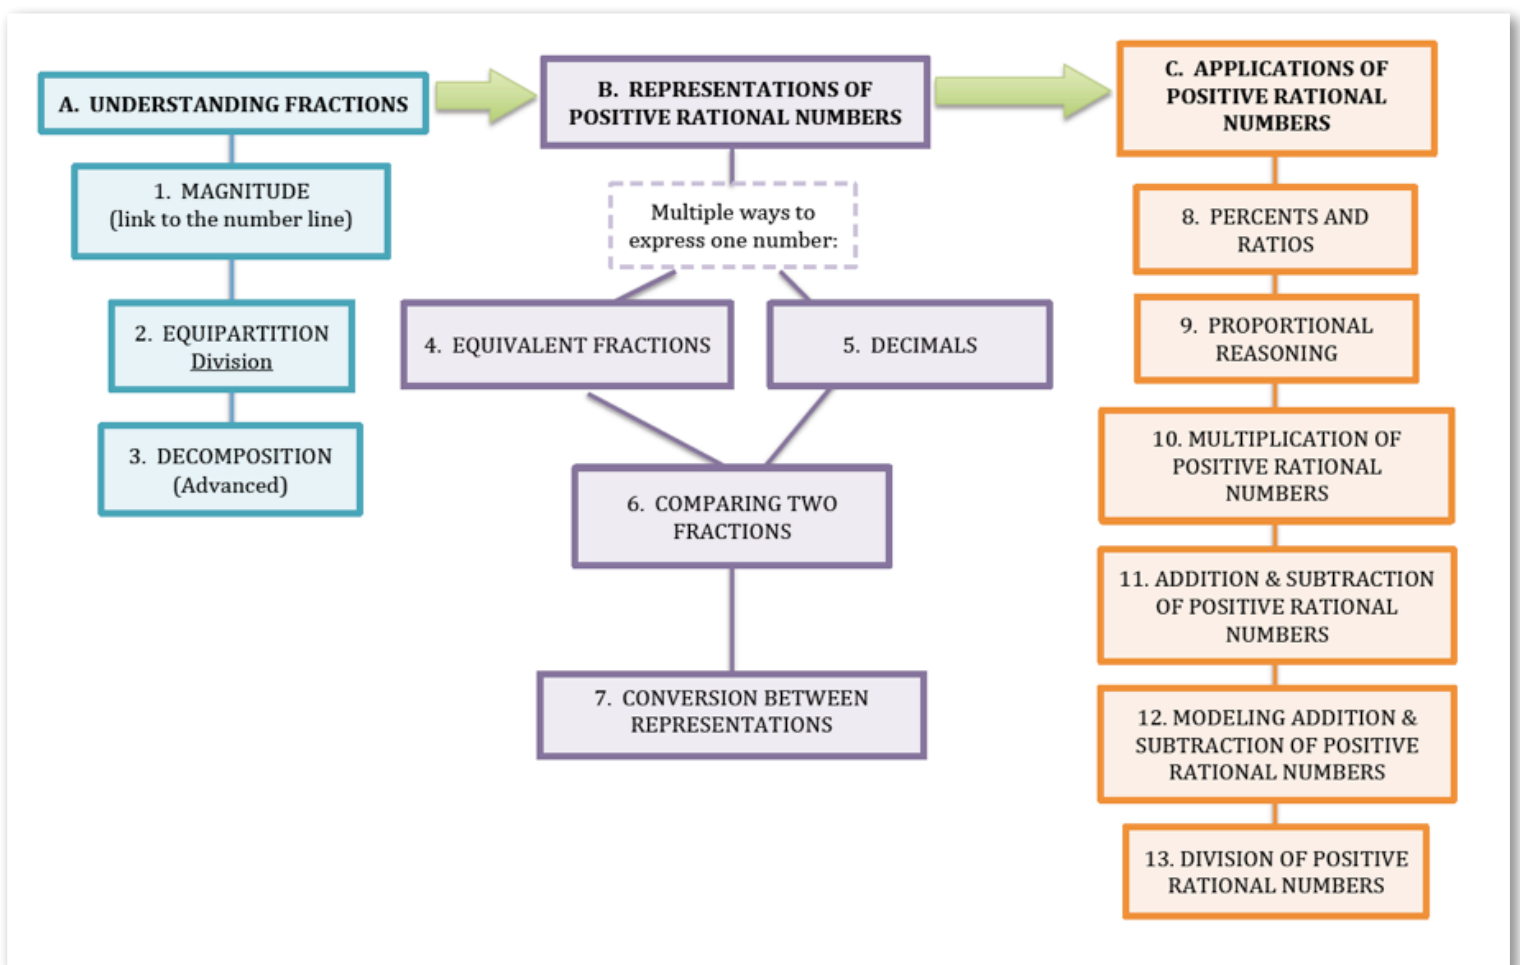 A. UNDERSTANDING FRACTIONS
1. MAGNITUDE
(link to the number line)
2. EQUIPARTITION
Division
3. DECOMPOSITION
(Advanced)
B. REPRESENTATIONS OF
POSITIVE RATIONAL NUMBERS
Multiple ways to
express one number:
4. EQUIVALENT FRACTIONS
5. DECIMALS
6. COMPARING TWO
FRACTIONS
7. CONVERSION BETWEEN
REPRESENTATIONS
C. APPLICATIONS OF
POSITIVE RATIONAL
NUMBERS
8. PERCENTS AND
RATIOS
9. PROPORTIONAL
REASONING
10. MULTIPLICATION OF
POSITIVE RATIONAL
NUMBERS
11. ADDITION & SUBTRACTION
OF POSITIVE RATIONAL
NUMBERS
12. MODELING ADDITION &
SUBTRACTION OF POSITIVE
RATIONAL NUMBERS
13. DIVISION OF POSITIVE
RATIONAL NUMBERS